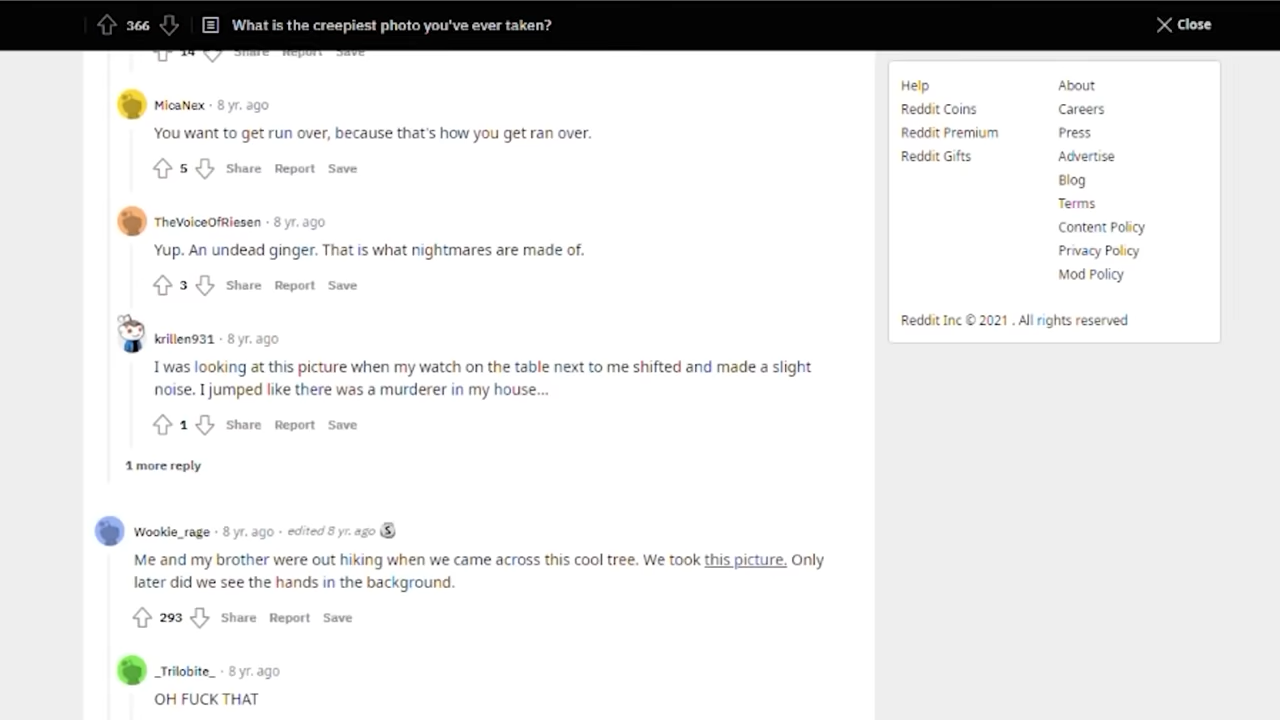 366 What is the creepiest photo you've ever taken? Close
14 Share Report Save
MicaNex · 8 yr. ago
You want to get run over, because that's how you get ran over.
5 Share Report Save
TheVoiceOfRiesen · 8 yr. ago
Yup. An undead ginger. That is what nightmares are made of.
3 Share Report Save
krillen931 · 8 yr. ago
I was looking at this picture when my watch on the table next to me shifted and made a slight
noise. I jumped like there was a murderer in my house...
1 Share Report Save
1 more reply
Wookie_rage · 8 yr. ago · edited 8 yr. ago S
Me and my brother were out hiking when we came across this cool tree. We took this picture. Only
later did we see the hands in the background.
293 Share Report Save
_Trilobite_ · 8 yr. ago
OH FUCK THAT
Help
Reddit Coins
Reddit Premium
Reddit Gifts
About
Careers
Press
Advertise
Blog
Terms
Content Policy
Privacy Policy
Mod Policy
Reddit Inc © 2021 . All rights reserved